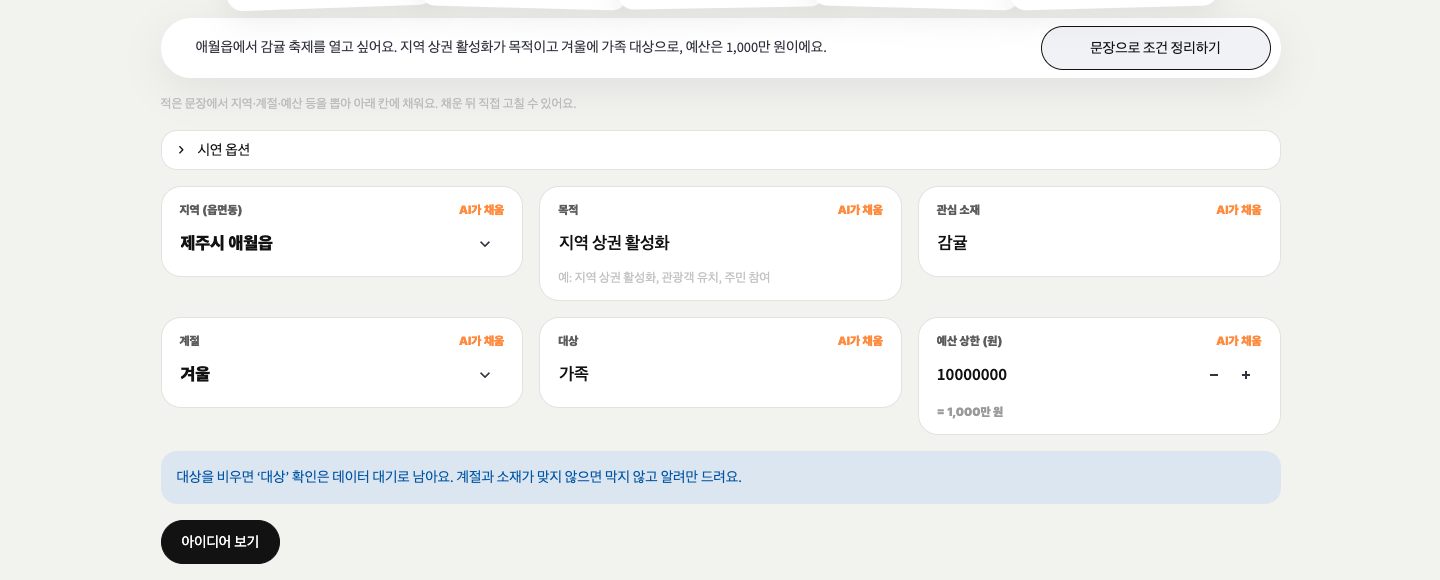 애월읍에서 감귤 축제를 열고 싶어요. 지역 상권 활성화가 목적이고 겨울에 가족 대상으로, 예산은 1,000만 원이에요.
문장으로 조건 정리하기
적은 문장에서 지역·계절·예산 등을 뽑아 아래 칸에 채워요. 채운 뒤 직접 고칠 수 있어요.
시연 옵션
지역 (읍면동)
AI가 채움
제주시 애월읍
목적
AI가 채움
지역 상권 활성화
예: 지역 상권 활성화, 관광객 유치, 주민 참여
관심 소재
AI가 채움
감귤
계절
AI가 채움
겨울
대상
AI가 채움
가족
예산 상한 (원)
AI가 채움
10000000
= 1,000만 원
대상을 비우면 ‘대상’ 확인은 데이터 대기로 남아요. 계절과 소재가 맞지 않으면 막지 않고 알려만 드려요.
아이디어 보기